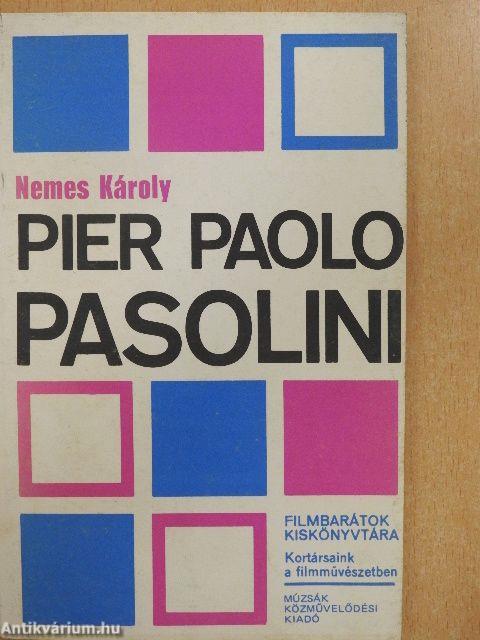 Nemes Károly
PIER PAOLO
PASOLINI
FILMBARÁTOK
KISKÖNYVTÁRA
Kortársaink
a filmművészetben
MÚZSÁK
KÖZMŰVELŐDÉSI
KIADÓ
Antikvárium.hu